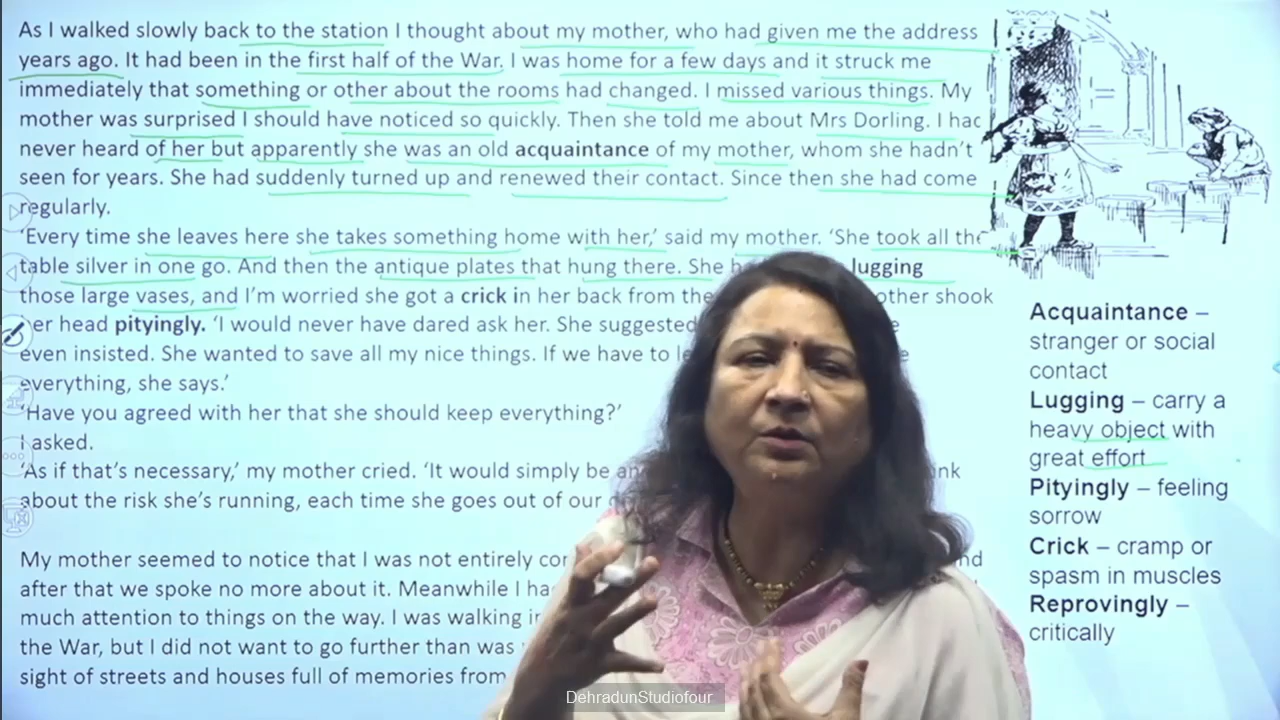 As I walked slowly back to the station I thought about my mother, who had given me the address
years ago. It had been in the first half of the War. I was home for a few days and it struck me
immediately that something or other about the rooms had changed. I missed various things. My
mother was surprised I should have noticed so quickly. Then she told me about Mrs Dorling. I had
never heard of her but apparently she was an old acquaintance of my mother, whom she hadn't
seen for years. She had suddenly turned up and renewed their contact. Since then she had come
regularly.
'Every time she leaves here she takes something home with her,' said my mother. 'She took all the
table silver in one go. And then the antique plates that hung there. She lugging
those large vases, and I'm worried she got a crick in her back from the other shook
her head pityingly. 'I would never have dared ask her. She suggested
even insisted. She wanted to save all my nice things. If we have to
everything, she says.'
'Have you agreed with her that she should keep everything?'
I asked.
'As if that's necessary,' my mother cried. 'It would simply be
about the risk she's running, each time she goes out of our
My mother seemed to notice that I was not entirely
after that we spoke no more about it. Meanwhile I
much attention to things on the way. I was walking
the War, but I did not want to go further than was
sight of streets and houses full of memories from
Acquaintance –
stranger or social
contact
Lugging – carry a
heavy object with
great effort
Pityingly – feeling
sorrow
Crick – cramp or
spasm in muscles
Reprovingly –
critically
DehradunStudiofour